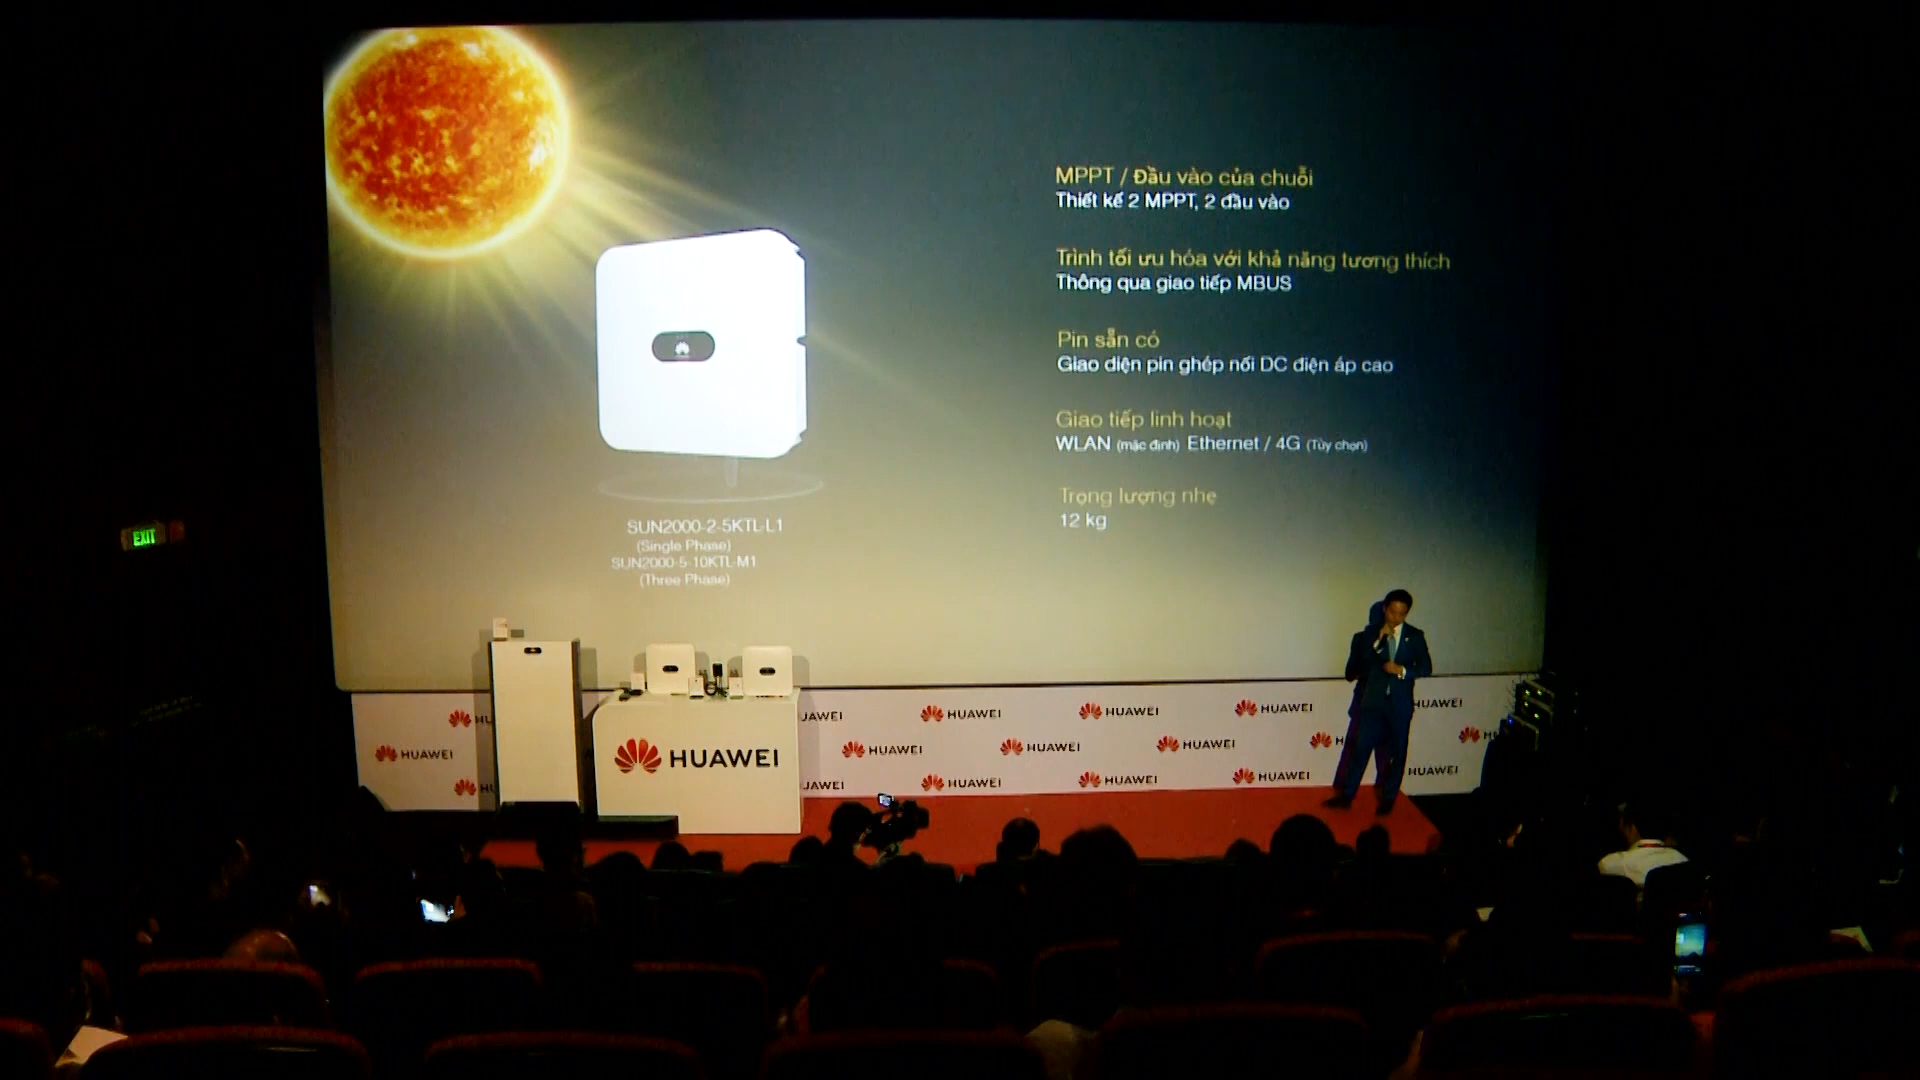 MPPT / Đầu vào của chuỗi
Thiết kế 2 MPPT, 2 đầu vào
Trình tối ưu hóa với khả năng tương thích
Thông qua giao tiếp MBUS
Pin sẵn có
Giao diện pin ghép nối DC điện áp cao
Giao tiếp linh hoạt
WLAN (mặc định) Ethernet / 4G (Tùy chọn)
Trọng lượng nhẹ
12 kg
SUN2000-2-5KTL-L1
(Single Phase)
SUN2000-5-10KTL-M1
(Three Phase)
EXIT
HUAWEI
HUAWEI HUAWEI HUAWEI HUAWEI
HUAWEI HUAWEI HUAWEI HUAWEI
HUAWEI HUAWEI HUAWEI HUAWEI